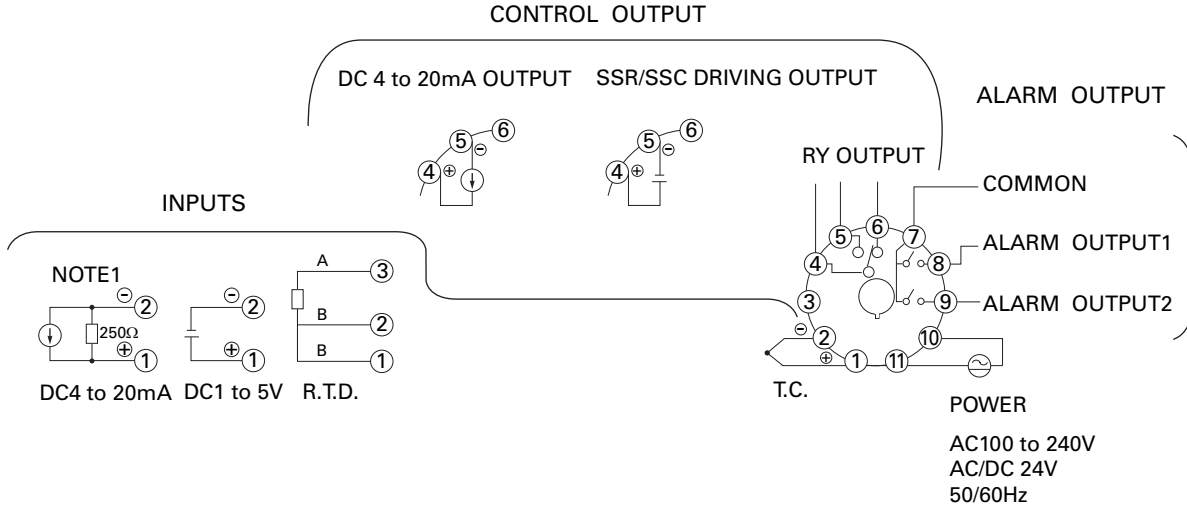 CONTROL OUTPUT
DC 4 to 20mA OUTPUT SSR/SSC DRIVING OUTPUT
ALARM OUTPUT
4 5 6 ⊕ ⊖
4 5 6 ⊕ ⊖
RY OUTPUT
COMMON
ALARM OUTPUT1
ALARM OUTPUT2
1 2 3 4 5 6 7 8 9 10 11
⊖
⊕
T.C.
POWER
AC100 to 240V
AC/DC 24V
50/60Hz
INPUTS
NOTE1
⊖ 2
250Ω
⊕ 1
DC4 to 20mA
⊖ 2
⊕ 1
DC1 to 5V
A 3
B 2
B 1
R.T.D.